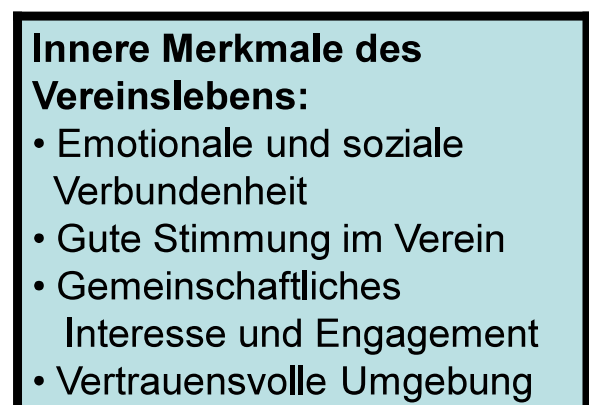 Innere Merkmale des
Vereinslebens:
• Emotionale und soziale
Verbundenheit
• Gute Stimmung im Verein
• Gemeinschaftliches
Interesse und Engagement
• Vertrauensvolle Umgebung